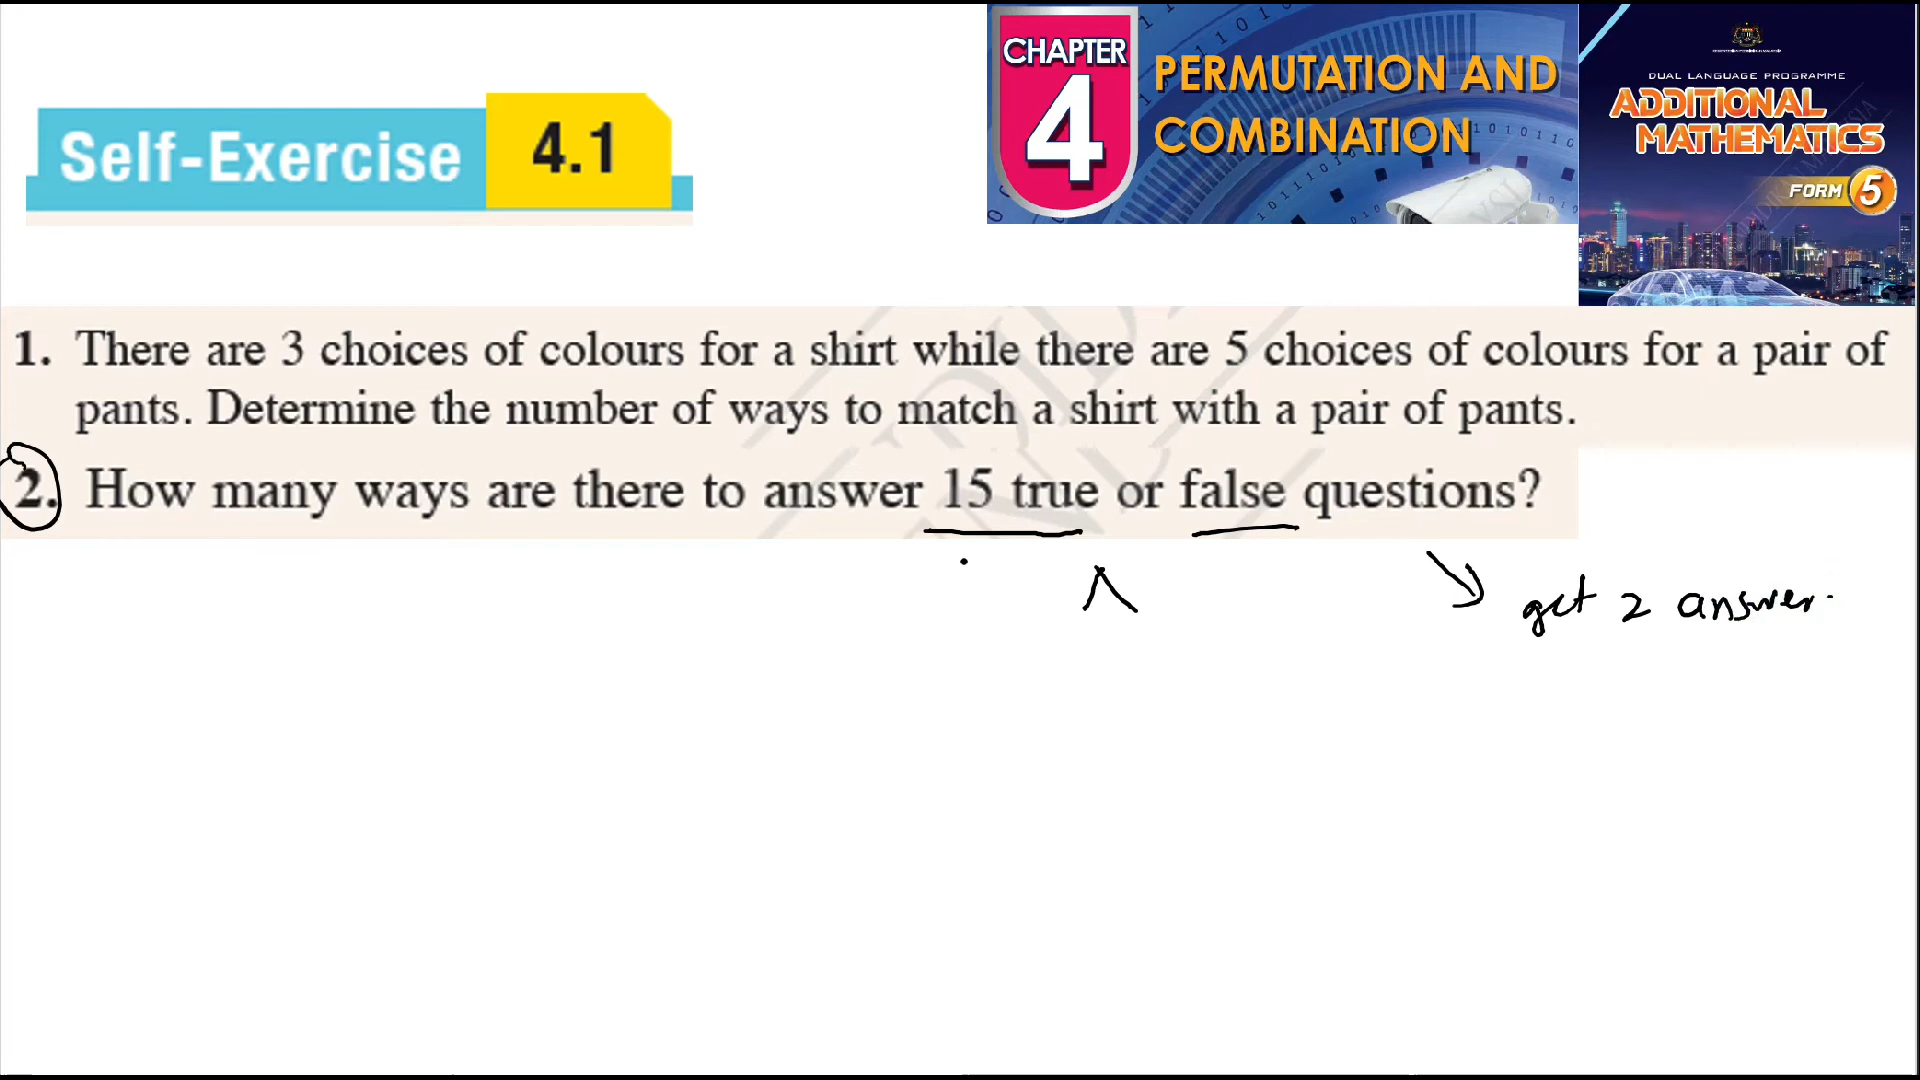 CHAPTER
4
PERMUTATION AND
COMBINATION
DUAL LANGUAGE PROGRAMME
ADDITIONAL
MATHEMATICS
FORM 5
Self-Exercise 4.1
1. There are 3 choices of colours for a shirt while there are 5 choices of colours for a pair of
pants. Determine the number of ways to match a shirt with a pair of pants.
2. How many ways are there to answer 15 true or false questions?
get 2 answer.